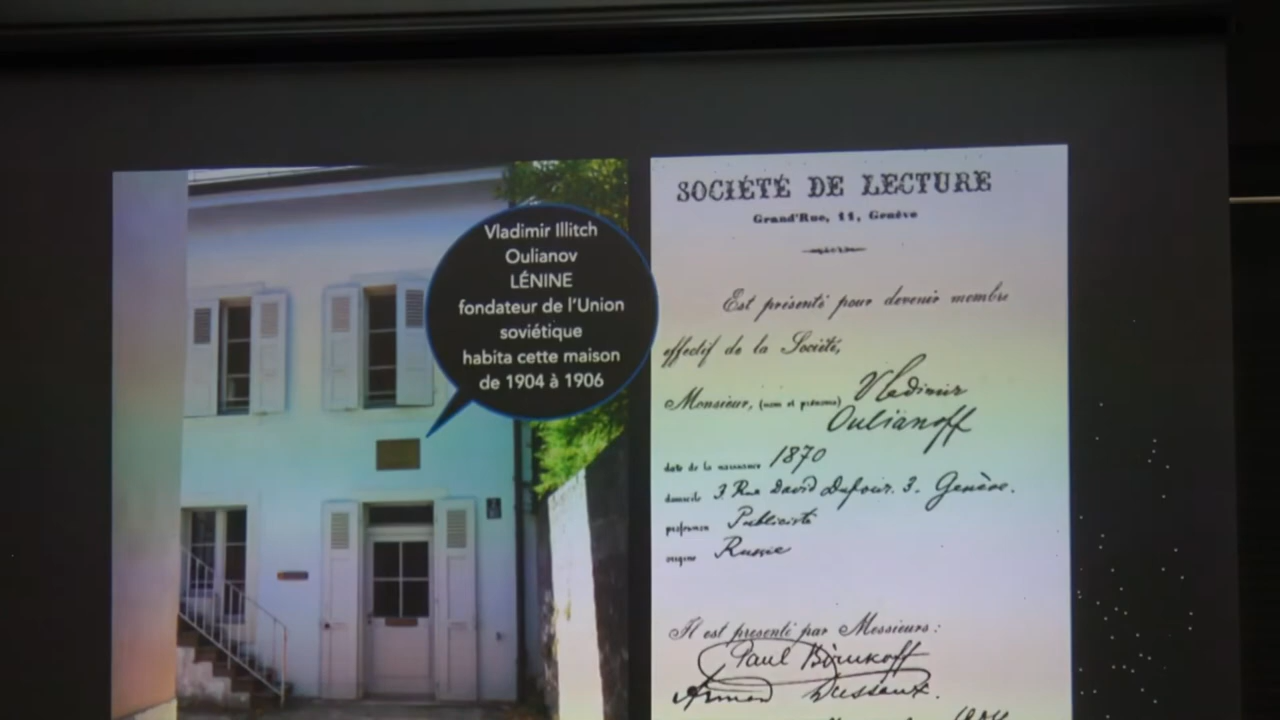 Vladimir Illitch
Oulianov
LÉNINE
fondateur de l'Union
soviétique
habita cette maison
de 1904 à 1906
SOCIÉTÉ DE LECTURE
Grand'Rue, 11, Genève
Est présenté pour devenir membre
effectif de la Société,
Monsieur, (nom et prénoms) Vladimir
Oulianoff
date de la naissance 1870
domicile 3 Rue David Dufour. 3. Genève.
profession Publiciste
origine Russie
Il est présenté par Messieurs:
Paul Birukoff